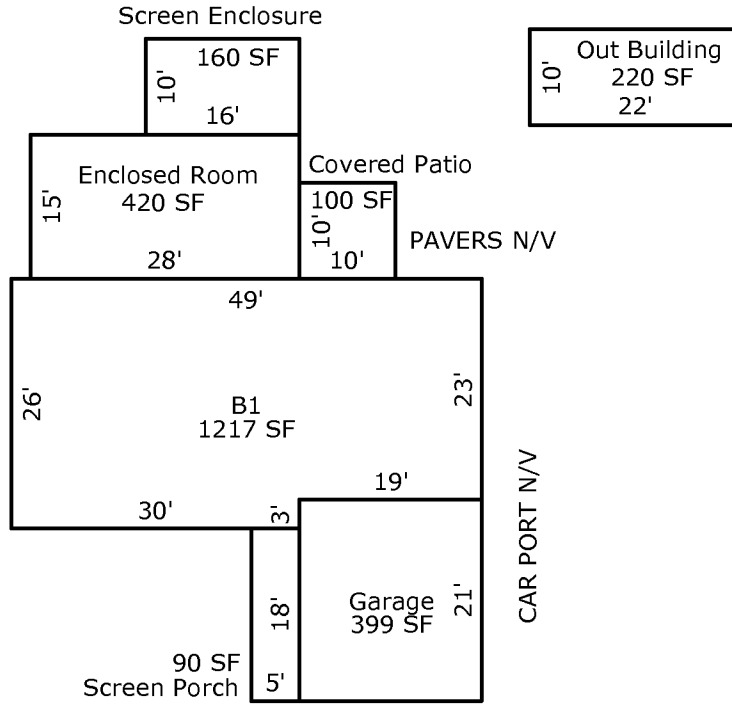 Screen Enclosure
160 SF
10'
16'
Out Building
220 SF
10'
22'
Enclosed Room
420 SF
15'
28'
Covered Patio
100 SF
10'
10'
PAVERS N/V
49'
26'
B1
1217 SF
23'
19'
30'
3'
CAR PORT N/V
18'
Garage
399 SF
21'
90 SF
Screen Porch
5'